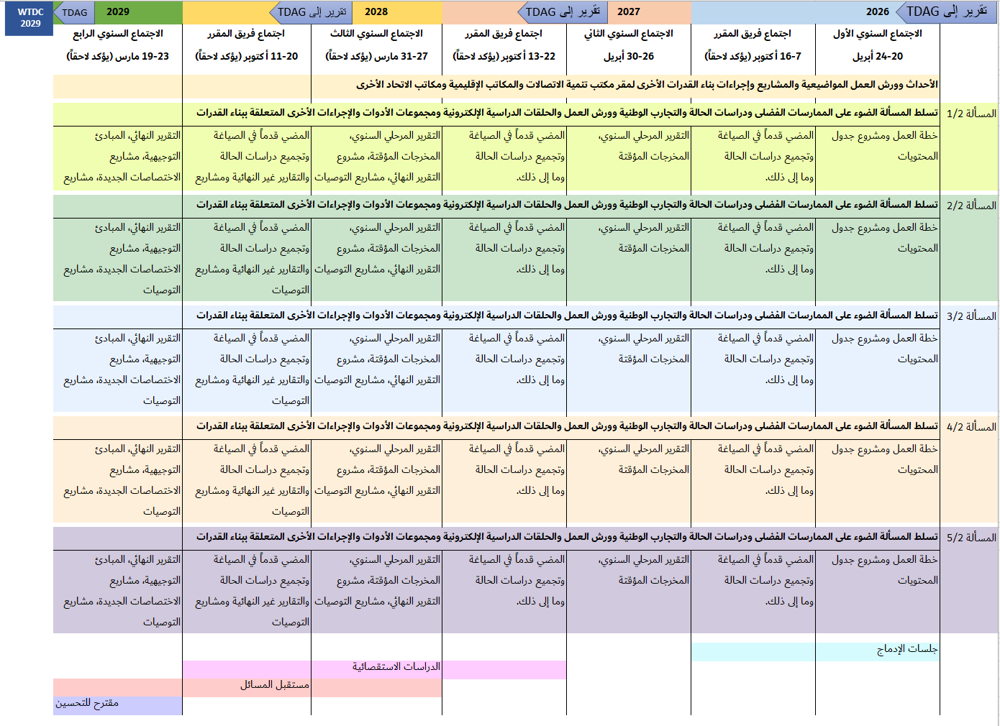 تقرير إلى TDAG
2026
2027
تقرير إلى TDAG
2028
تقرير إلى TDAG
2029
TDAG
WTDC
2029
الاجتماع السنوي الأول
20-24 أبريل
اجتماع فريق المقرر
7-16 أكتوبر (يؤكد لاحقاً)
الاجتماع السنوي الثاني
26-30 أبريل
اجتماع فريق المقرر
13-22 أكتوبر (يؤكد لاحقاً)
الاجتماع السنوي الثالث
27-31 مارس (يؤكد لاحقاً)
اجتماع فريق المقرر
11-20 أكتوبر (يؤكد لاحقاً)
الاجتماع السنوي الرابع
19-23 مارس (يؤكد لاحقاً)
الأحداث وورش العمل المواضيعية والمشاريع وإجراءات بناء القدرات الأخرى لمقر مكتب تنمية الاتصالات والمكاتب الإقليمية ومكاتب الاتحاد الأخرى
المسألة 1/2
تسلط المسألة الضوء على الممارسات الفضلى ودراسات الحالة والتجارب الوطنية وورش العمل والحلقات الدراسية الإلكترونية ومجموعات الأدوات والإجراءات الأخرى المتعلقة ببناء القدرات
خطة العمل ومشروع جدول
المحتويات
المضي قدماً في الصياغة
وتجميع دراسات الحالة
وما إلى ذلك.
التقرير المرحلي السنوي،
المخرجات المؤقتة
المضي قدماً في الصياغة
وتجميع دراسات الحالة
وما إلى ذلك.
التقرير المرحلي السنوي،
المخرجات المؤقتة، مشروع
التقرير النهائي، مشاريع التوصيات
المضي قدماً في الصياغة
وتجميع دراسات الحالة
والتقارير غير النهائية ومشاريع
التقرير النهائي، المبادئ
التوجيهية، مشاريع
الاختصاصات الجديدة، مشاريع
المسألة 2/2
تسلط المسألة الضوء على الممارسات الفضلى ودراسات الحالة والتجارب الوطنية وورش العمل والحلقات الدراسية الإلكترونية ومجموعات الأدوات والإجراءات الأخرى المتعلقة ببناء القدرات
خطة العمل ومشروع جدول
المحتويات
المضي قدماً في الصياغة
وتجميع دراسات الحالة
وما إلى ذلك.
التقرير المرحلي السنوي،
المخرجات المؤقتة
المضي قدماً في الصياغة
وتجميع دراسات الحالة
وما إلى ذلك.
التقرير المرحلي السنوي،
المخرجات المؤقتة، مشروع
التقرير النهائي، مشاريع التوصيات
المضي قدماً في الصياغة
وتجميع دراسات الحالة
والتقارير غير النهائية ومشاريع
التوصيات
التقرير النهائي، المبادئ
التوجيهية، مشاريع
الاختصاصات الجديدة، مشاريع
التوصيات
المسألة 3/2
تسلط المسألة الضوء على الممارسات الفضلى ودراسات الحالة والتجارب الوطنية وورش العمل والحلقات الدراسية الإلكترونية ومجموعات الأدوات والإجراءات الأخرى المتعلقة ببناء القدرات
خطة العمل ومشروع جدول
المحتويات
المضي قدماً في الصياغة
وتجميع دراسات الحالة
وما إلى ذلك.
التقرير المرحلي السنوي،
المخرجات المؤقتة
المضي قدماً في الصياغة
وتجميع دراسات الحالة
وما إلى ذلك.
التقرير المرحلي السنوي،
المخرجات المؤقتة، مشروع
التقرير النهائي، مشاريع التوصيات
المضي قدماً في الصياغة
وتجميع دراسات الحالة
والتقارير غير النهائية ومشاريع
التوصيات
التقرير النهائي، المبادئ
التوجيهية، مشاريع
الاختصاصات الجديدة، مشاريع
التوصيات
المسألة 4/2
تسلط المسألة الضوء على الممارسات الفضلى ودراسات الحالة والتجارب الوطنية وورش العمل والحلقات الدراسية الإلكترونية ومجموعات الأدوات والإجراءات الأخرى المتعلقة ببناء القدرات
خطة العمل ومشروع جدول
المحتويات
المضي قدماً في الصياغة
وتجميع دراسات الحالة
وما إلى ذلك.
التقرير المرحلي السنوي،
المخرجات المؤقتة
المضي قدماً في الصياغة
وتجميع دراسات الحالة
وما إلى ذلك.
التقرير المرحلي السنوي،
المخرجات المؤقتة، مشروع
التقرير النهائي، مشاريع التوصيات
المضي قدماً في الصياغة
وتجميع دراسات الحالة
والتقارير غير النهائية ومشاريع
التوصيات
التقرير النهائي، المبادئ
التوجيهية، مشاريع
الاختصاصات الجديدة، مشاريع
التوصيات
المسألة 5/2
تسلط المسألة الضوء على الممارسات الفضلى ودراسات الحالة والتجارب الوطنية وورش العمل والحلقات الدراسية الإلكترونية ومجموعات الأدوات والإجراءات الأخرى المتعلقة ببناء القدرات
خطة العمل ومشروع جدول
المحتويات
المضي قدماً في الصياغة
وتجميع دراسات الحالة
وما إلى ذلك.
التقرير المرحلي السنوي،
المخرجات المؤقتة
المضي قدماً في الصياغة
وتجميع دراسات الحالة
وما إلى ذلك.
التقرير المرحلي السنوي،
المخرجات المؤقتة، مشروع
التقرير النهائي، مشاريع التوصيات
المضي قدماً في الصياغة
وتجميع دراسات الحالة
والتقارير غير النهائية ومشاريع
التوصيات
التقرير النهائي، المبادئ
التوجيهية، مشاريع
الاختصاصات الجديدة، مشاريع
التوصيات
جلسات الإدماج
الدراسات الاستقصائية
مستقبل المسائل
مقترح للتحسين